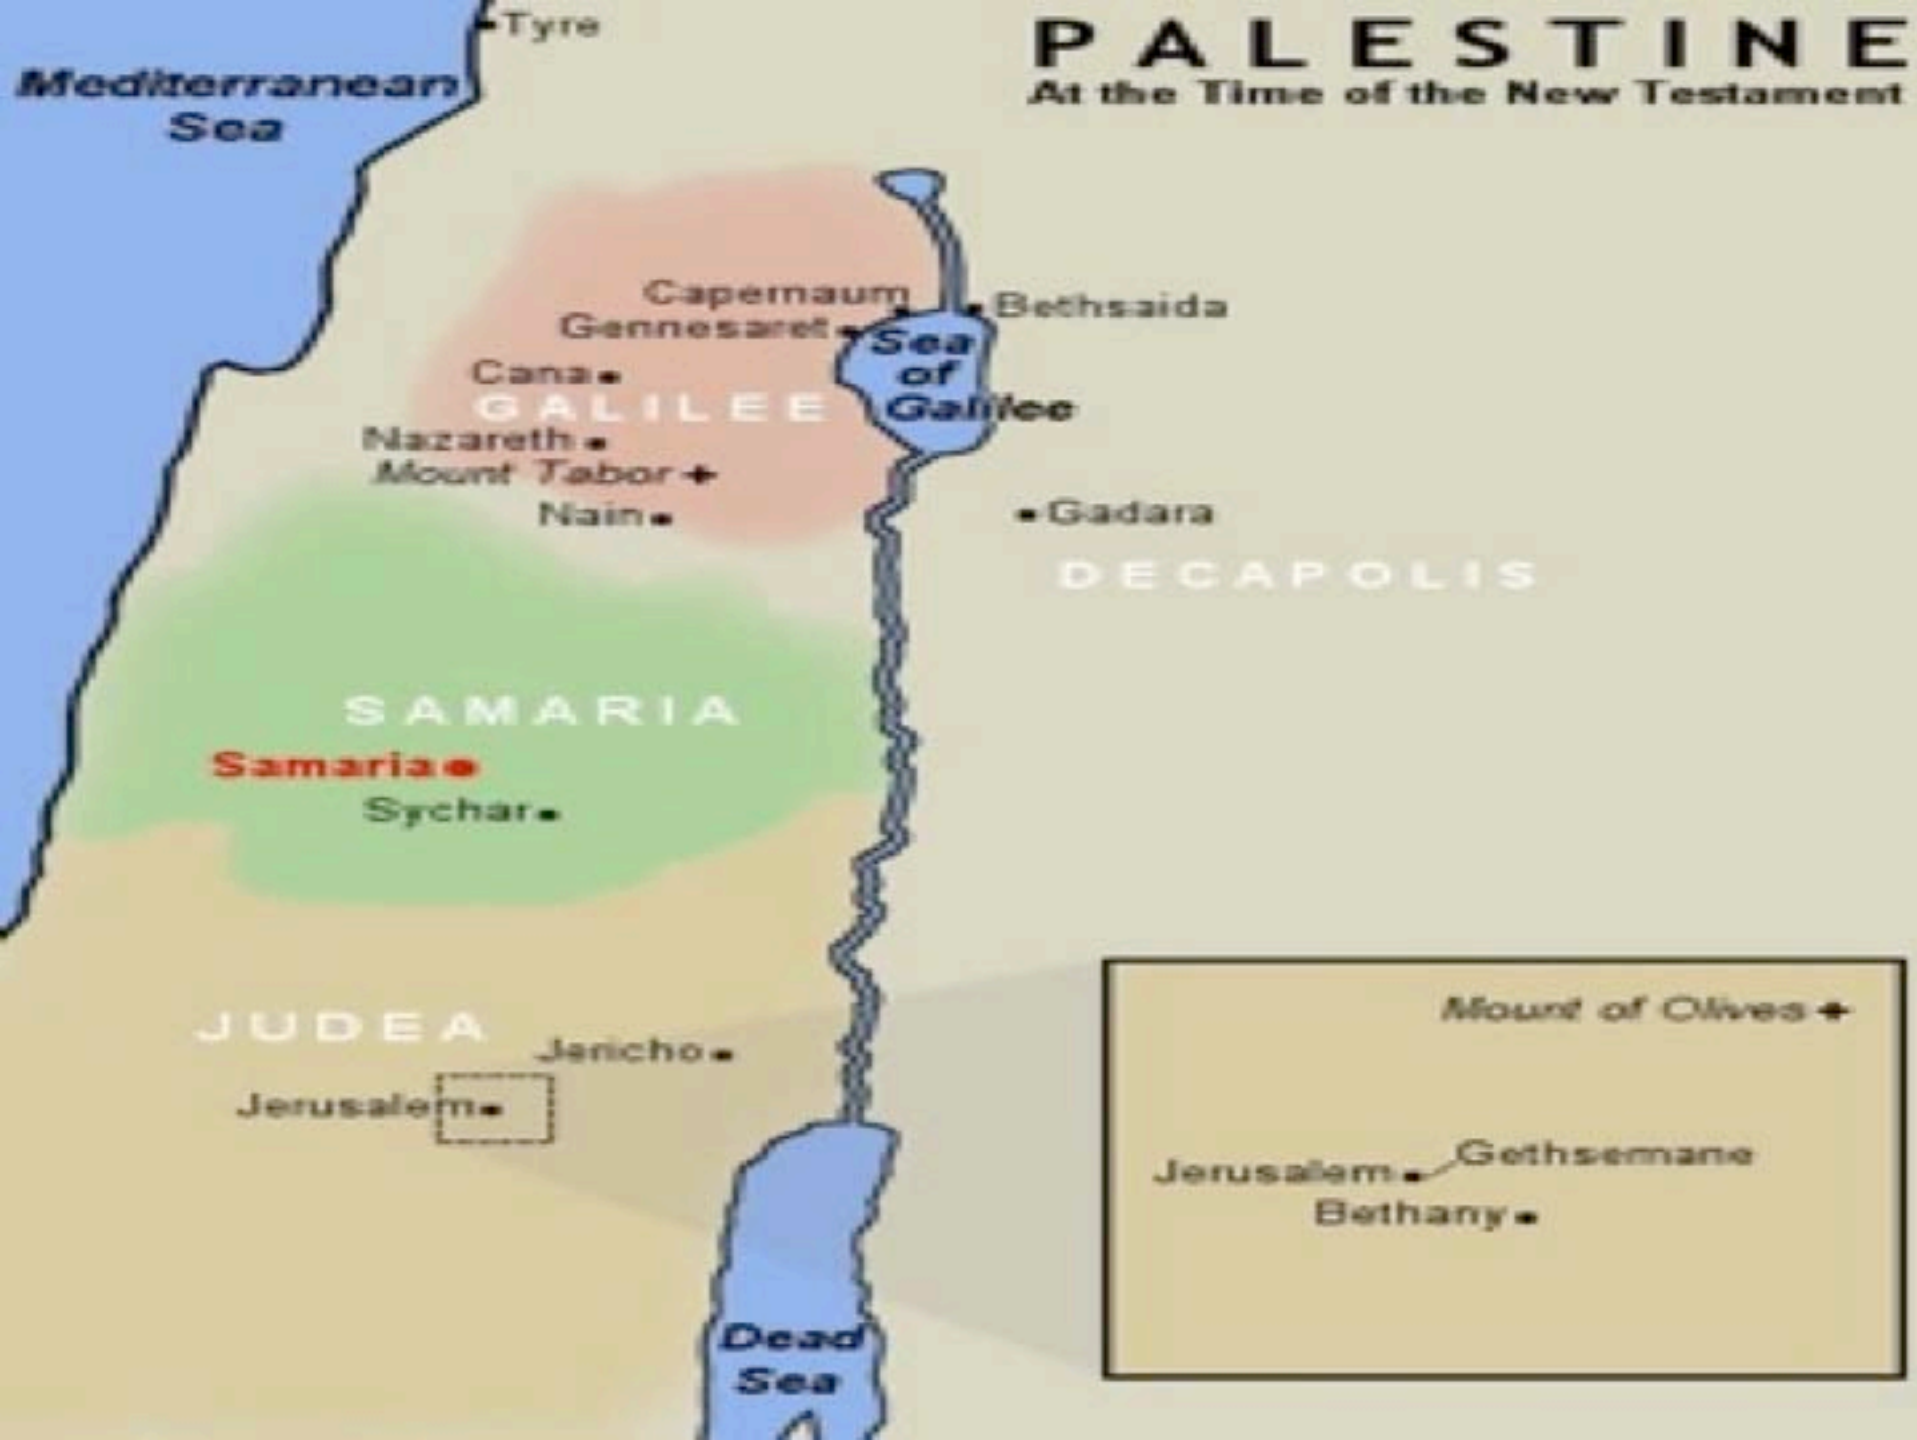 Tyre
PALESTINE
At the Time of the New Testament
Mediterranean
Sea
Capernaum
Bethsaida
Gennesaret
Sea
of
Galilee
Cana
GALILEE
Nazareth
Mount Tabor
Nain
Gadara
DECAPOLIS
SAMARIA
Samaria
Sychar
JUDEA
Jericho
Jerusalem
Mount of Olives
Gethsemane
Jerusalem
Bethany
Dead
Sea